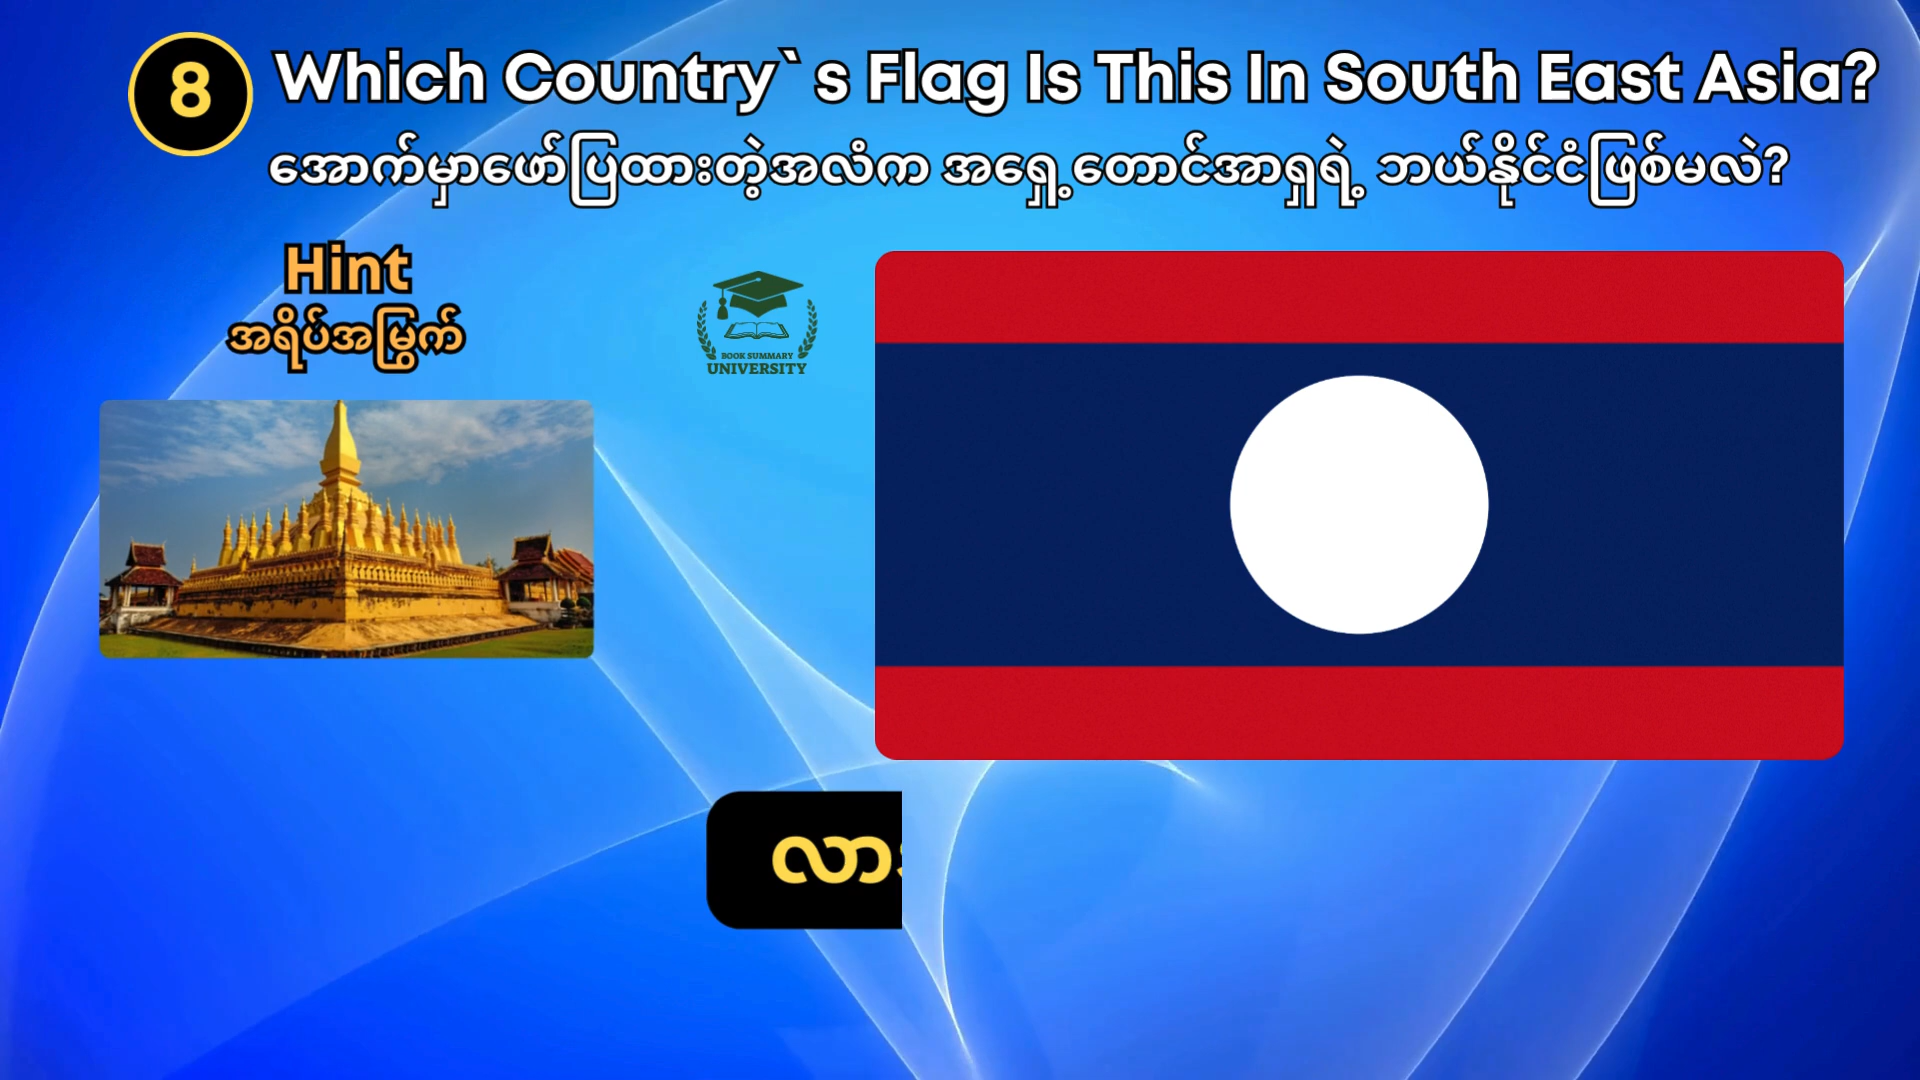 8
Which Country`s Flag Is This In South East Asia?
အောက်မှာဖော်ပြထားတဲ့အလံက အရှေ့တောင်အာရှရဲ့ ဘယ်နိုင်ငံဖြစ်မလဲ?
Hint
အရိပ်အမြွက်
BOOK SUMMARY
UNIVERSITY